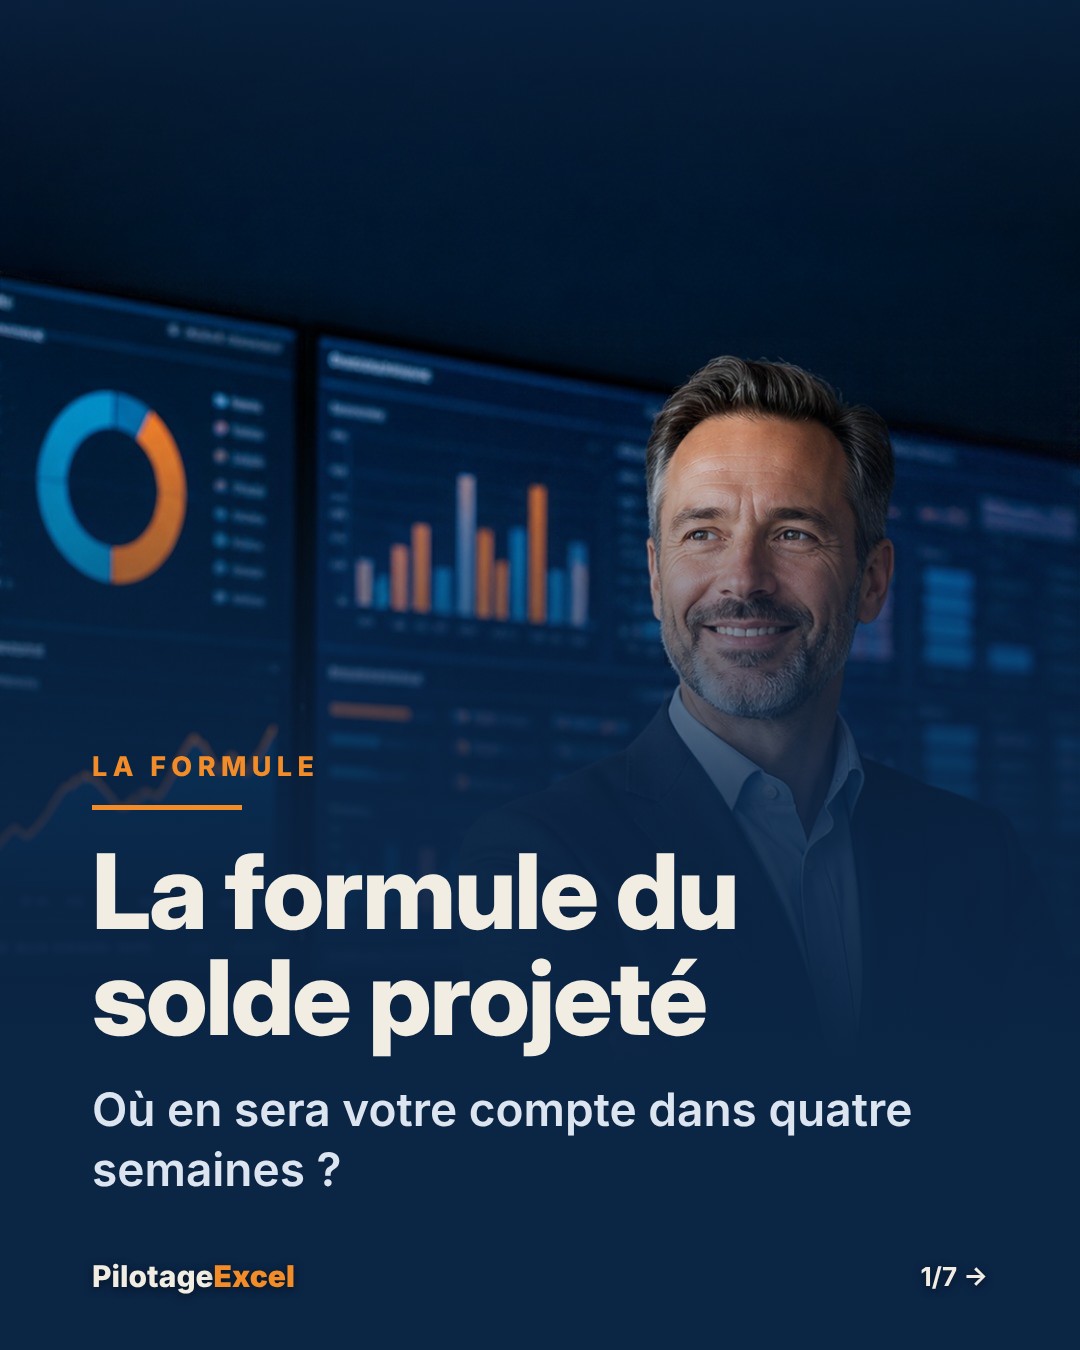 LA FORMULE
La formule du
solde projeté
Où en sera votre compte dans quatre
semaines ?
PilotageExcel
1/7 →